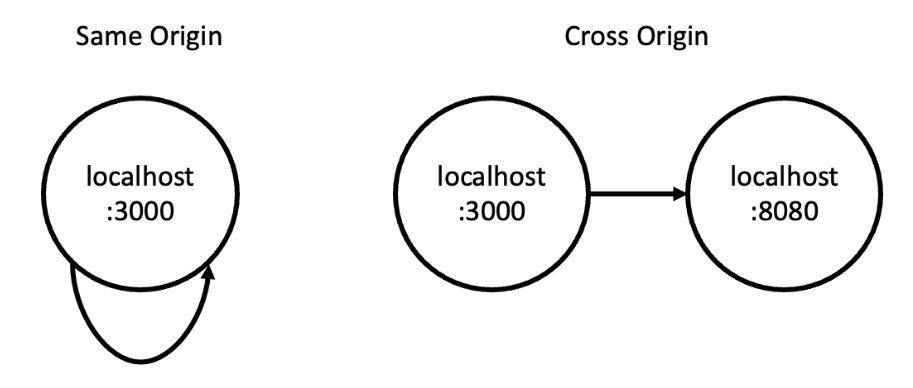 Same Origin
Cross Origin
localhost
:3000
localhost
:3000
localhost
:8080